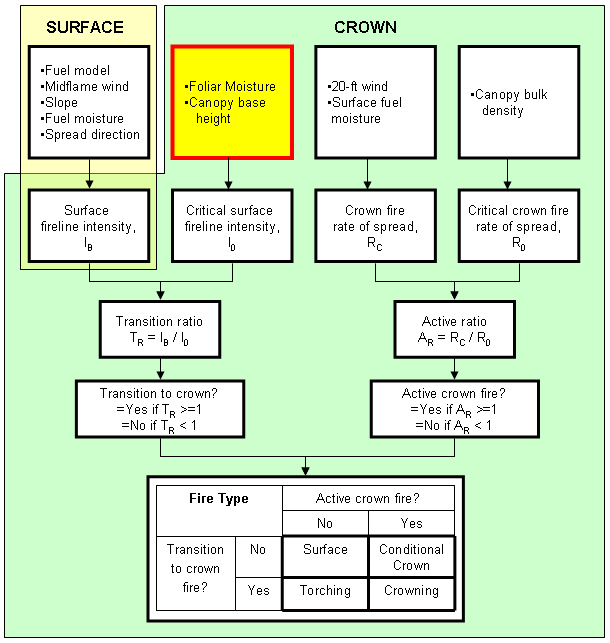 SURFACE
CROWN
▪Fuel model
▪Midflame wind
▪Slope
▪Fuel moisture
▪Spread direction
▪Foliar Moisture
▪Canopy base
height
▪20-ft wind
▪Surface fuel
moisture
▪Canopy bulk
density
Surface
fireline intensity,
I_B
Critical surface
fireline intensity,
I_0
Crown fire
rate of spread,
R_C
Critical crown fire
rate of spread,
R_0
Transition ratio
T_R = I_B / I_0
Active ratio
A_R = R_C / R_0
Transition to crown?
=Yes if T_R >=1
=No if T_R < 1
Active crown fire?
=Yes if A_R >=1
=No if A_R < 1
Fire Type
Active crown fire?
No
Yes
Transition
to crown
fire?
No
Surface
Conditional
Crown
Yes
Torching
Crowning